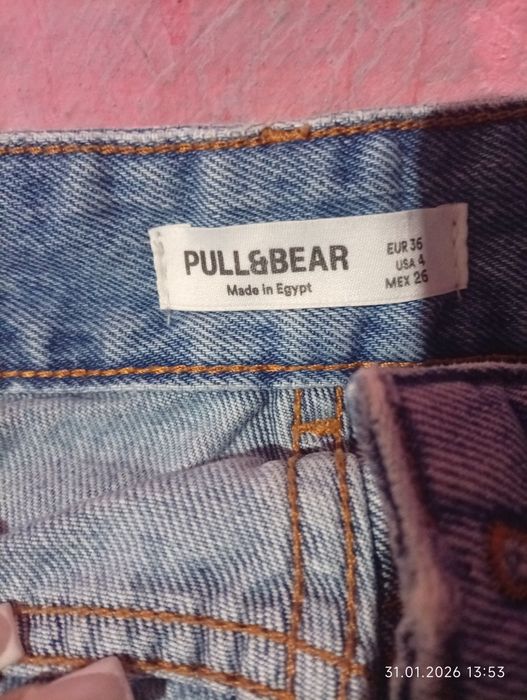 PULL&BEAR
Made in Egypt
EUR 36
USA 4
MEX 26
31.01.2026 13:53